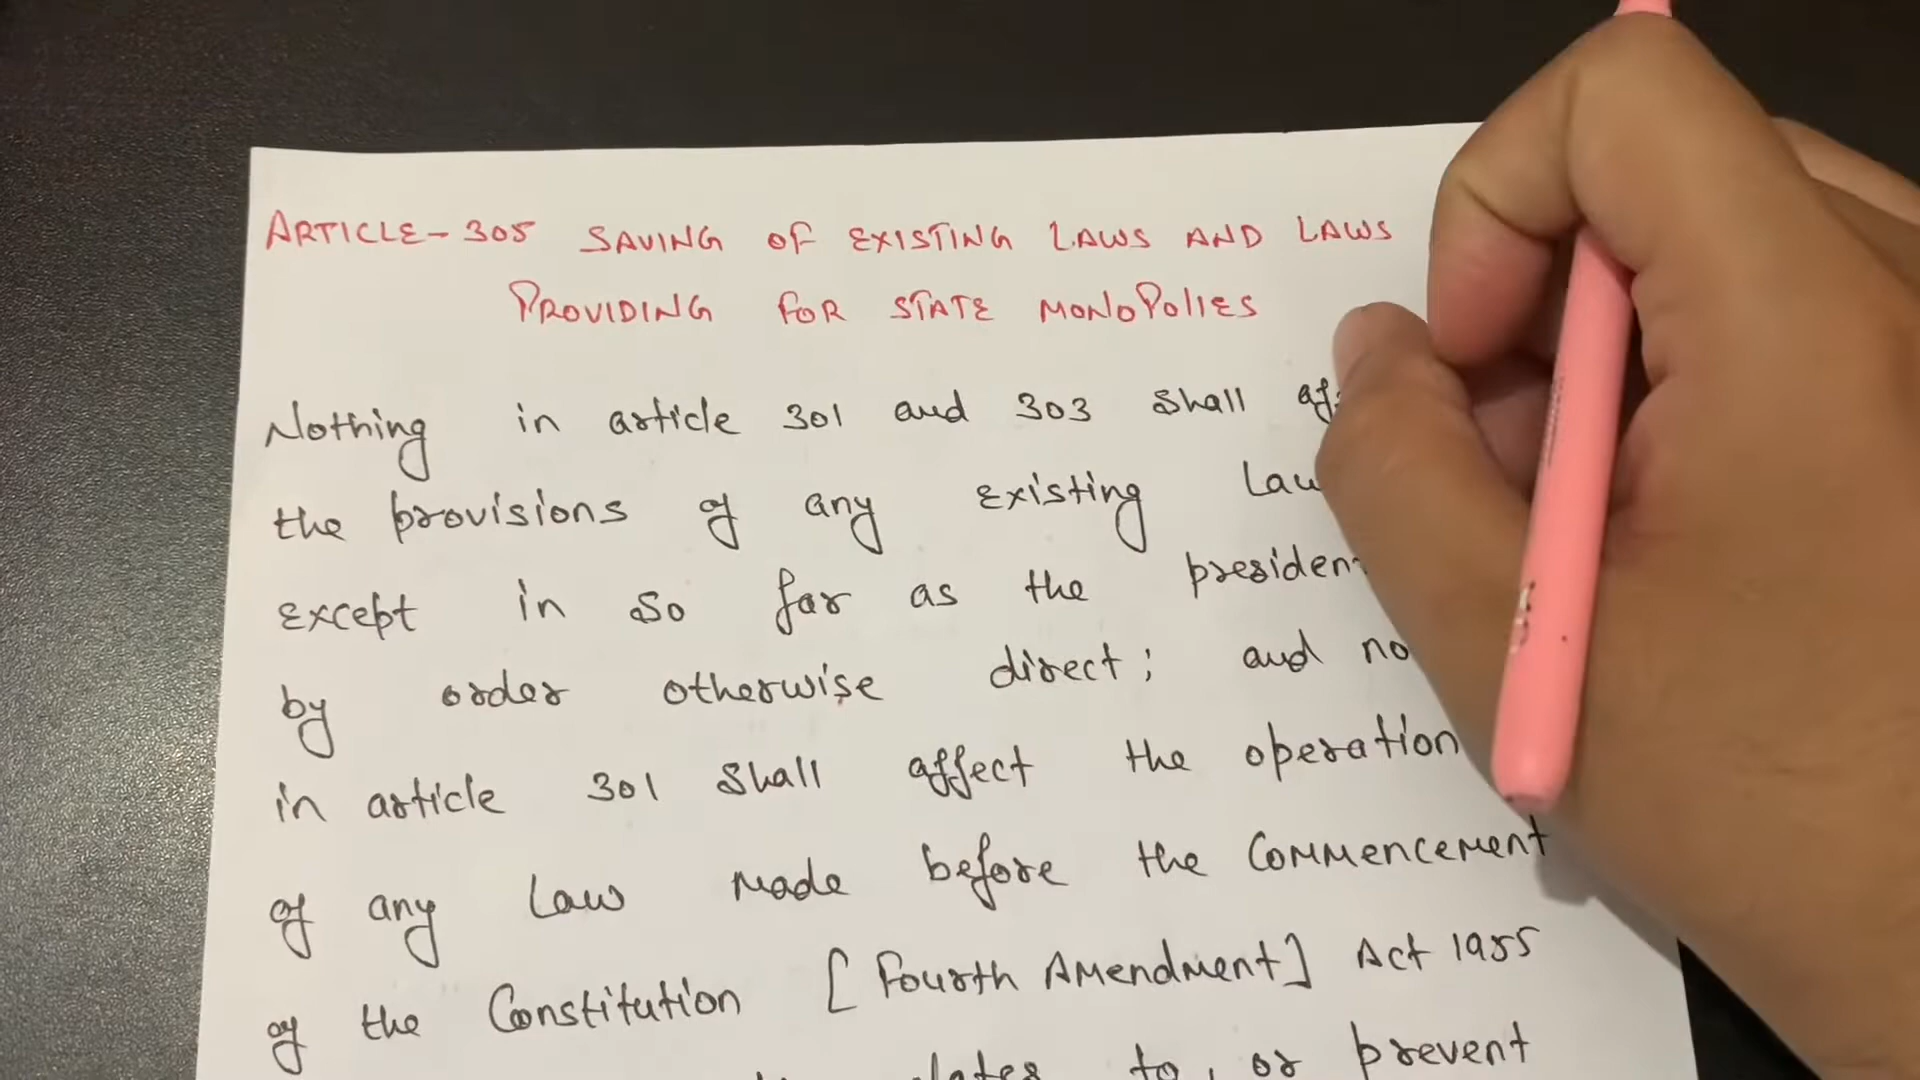 ARTICLE-305 SAVING OF EXISTING LAWS AND LAWS
PROVIDING FOR STATE MONOPOLIES
Nothing in article 301 and 303 shall
the provisions of any existing
except in so far as the
by order otherwise direct; and
in article 301 shall affect the operation
of any law made before the Commencement
of the Constitution [Fourth Amendment] Act 1955
to, or prevent